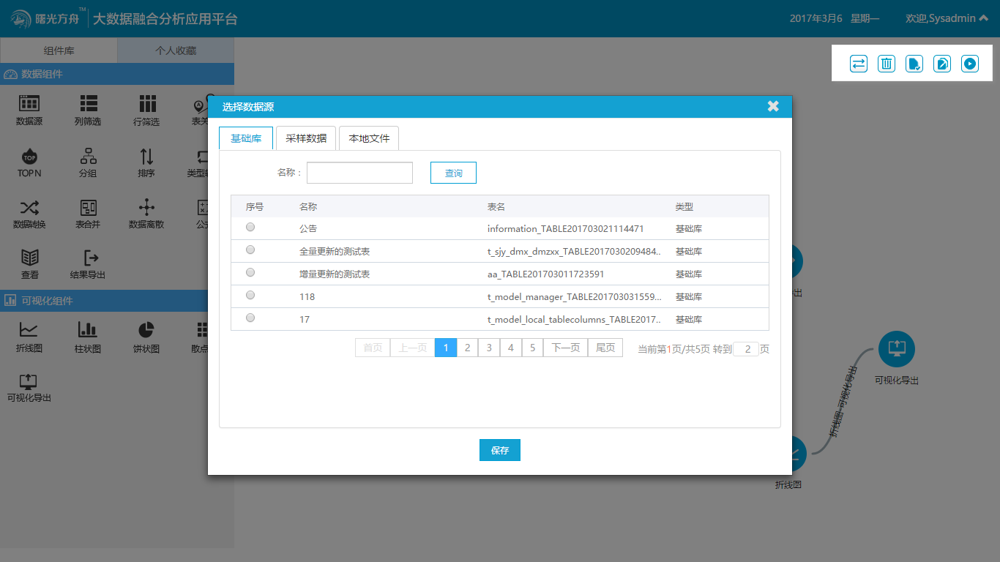 曙光方舟™ 大数据融合分析应用平台 2017年3月6 星期一 欢迎,Sysadmin
组件库 个人收藏
数据组件
数据源 列筛选 行筛选
TOP
TOP N 分组 排序
数据转换 表合并 数据离散
查看 结果导出
可视化组件
折线图 柱状图 饼状图
可视化导出
选择数据源
基础库 采样数据 本地文件
名称： 查询
序号 名称 表名 类型
公告 information_TABLE201703021114471 基础库
全量更新的测试表 t_sjy_dmx_dmzxx_TABLE2017030209484.. 基础库
增量更新的测试表 aa_TABLE201703011723591 基础库
118 t_model_manager_TABLE201703031559... 基础库
17 t_model_local_tablecolumns_TABLE2017.. 基础库
首页 上一页 1 2 3 4 5 下一页 尾页 当前第1页/共5页 转到 2 页
保存
可视化导出
折线图-可视化导出
折线图